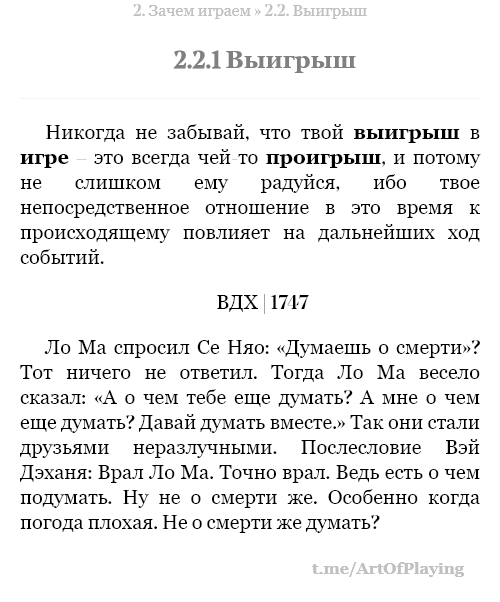 2. Зачем играем » 2.2. Выигрыш
2.2.1 Выигрыш
Никогда не забывай, что твой выигрыш в
игре – это всегда чей-то проигрыш, и потому
не слишком ему радуйся, ибо твое
непосредственное отношение в это время к
происходящему повлияет на дальнейших ход
событий.
ВДХ | 1747
Ло Ма спросил Се Няо: «Думаешь о смерти»?
Тот ничего не ответил. Тогда Ло Ма весело
сказал: «А о чем тебе еще думать? А мне о чем
еще думать? Давай думать вместе.» Так они стали
друзьями неразлучными. Послесловие Вэй
Дэханя: Врал Ло Ма. Точно врал. Ведь есть о чем
подумать. Ну не о смерти же. Особенно когда
погода плохая. Не о смерти же думать?
t.me/ArtOfPlaying